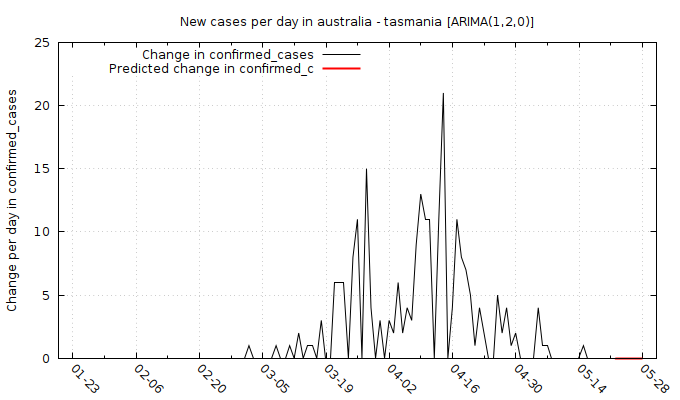 New cases per day in australia - tasmania [ARIMA(1,2,0)]
Change in confirmed_cases
Predicted change in confirmed_c
Change per day in confirmed_cases
25
20
15
10
5
0
01-23 02-06 02-20 03-05 03-19 04-02 04-16 04-30 05-14 05-28